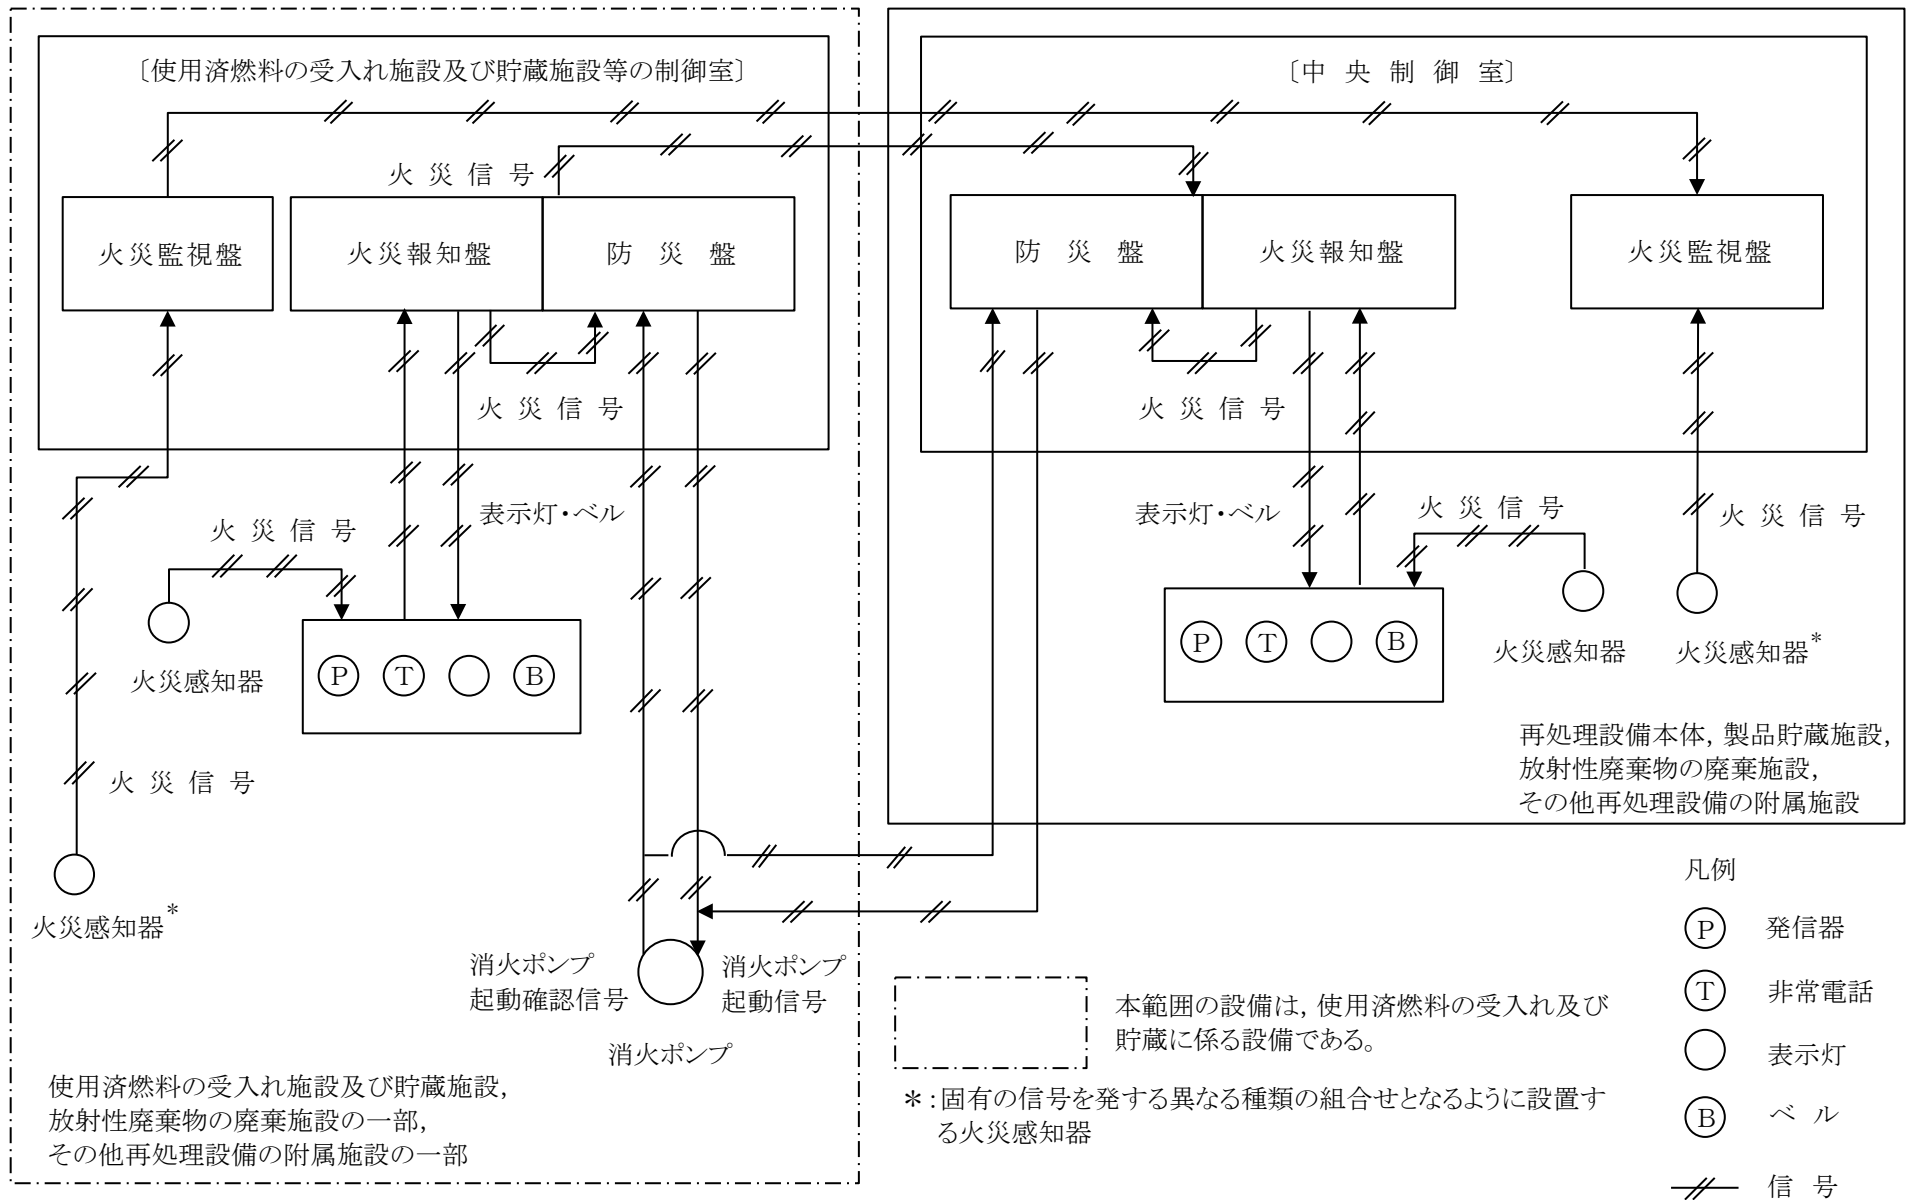 〔使用済燃料の受入れ施設及び貯蔵施設等の制御室〕
〔中 央 制 御 室〕
火 災 信 号
火災監視盤
火災報知盤
防 災 盤
防 災 盤
火災報知盤
火災監視盤
火 災 信 号
火 災 信 号
表示灯・ベル
火 災 信 号
表示灯・ベル
火 災 信 号
火 災 信 号
P
T
B
火災感知器
P
T
B
火災感知器
火災感知器*
火 災 信 号
火災感知器*
再処理設備本体, 製品貯蔵施設,
放射性廃棄物の廃棄施設,
その他再処理設備の附属施設
消火ポンプ
起動確認信号
消火ポンプ
起動信号
消火ポンプ
使用済燃料の受入れ施設及び貯蔵施設,
放射性廃棄物の廃棄施設の一部,
その他再処理設備の附属施設の一部
本範囲の設備は, 使用済燃料の受入れ及び
貯蔵に係る設備である。
*:固有の信号を発する異なる種類の組合せとなるように設置す
る火災感知器
凡例
P 発信器
T 非常電話
表示灯
B ベ ル
信 号